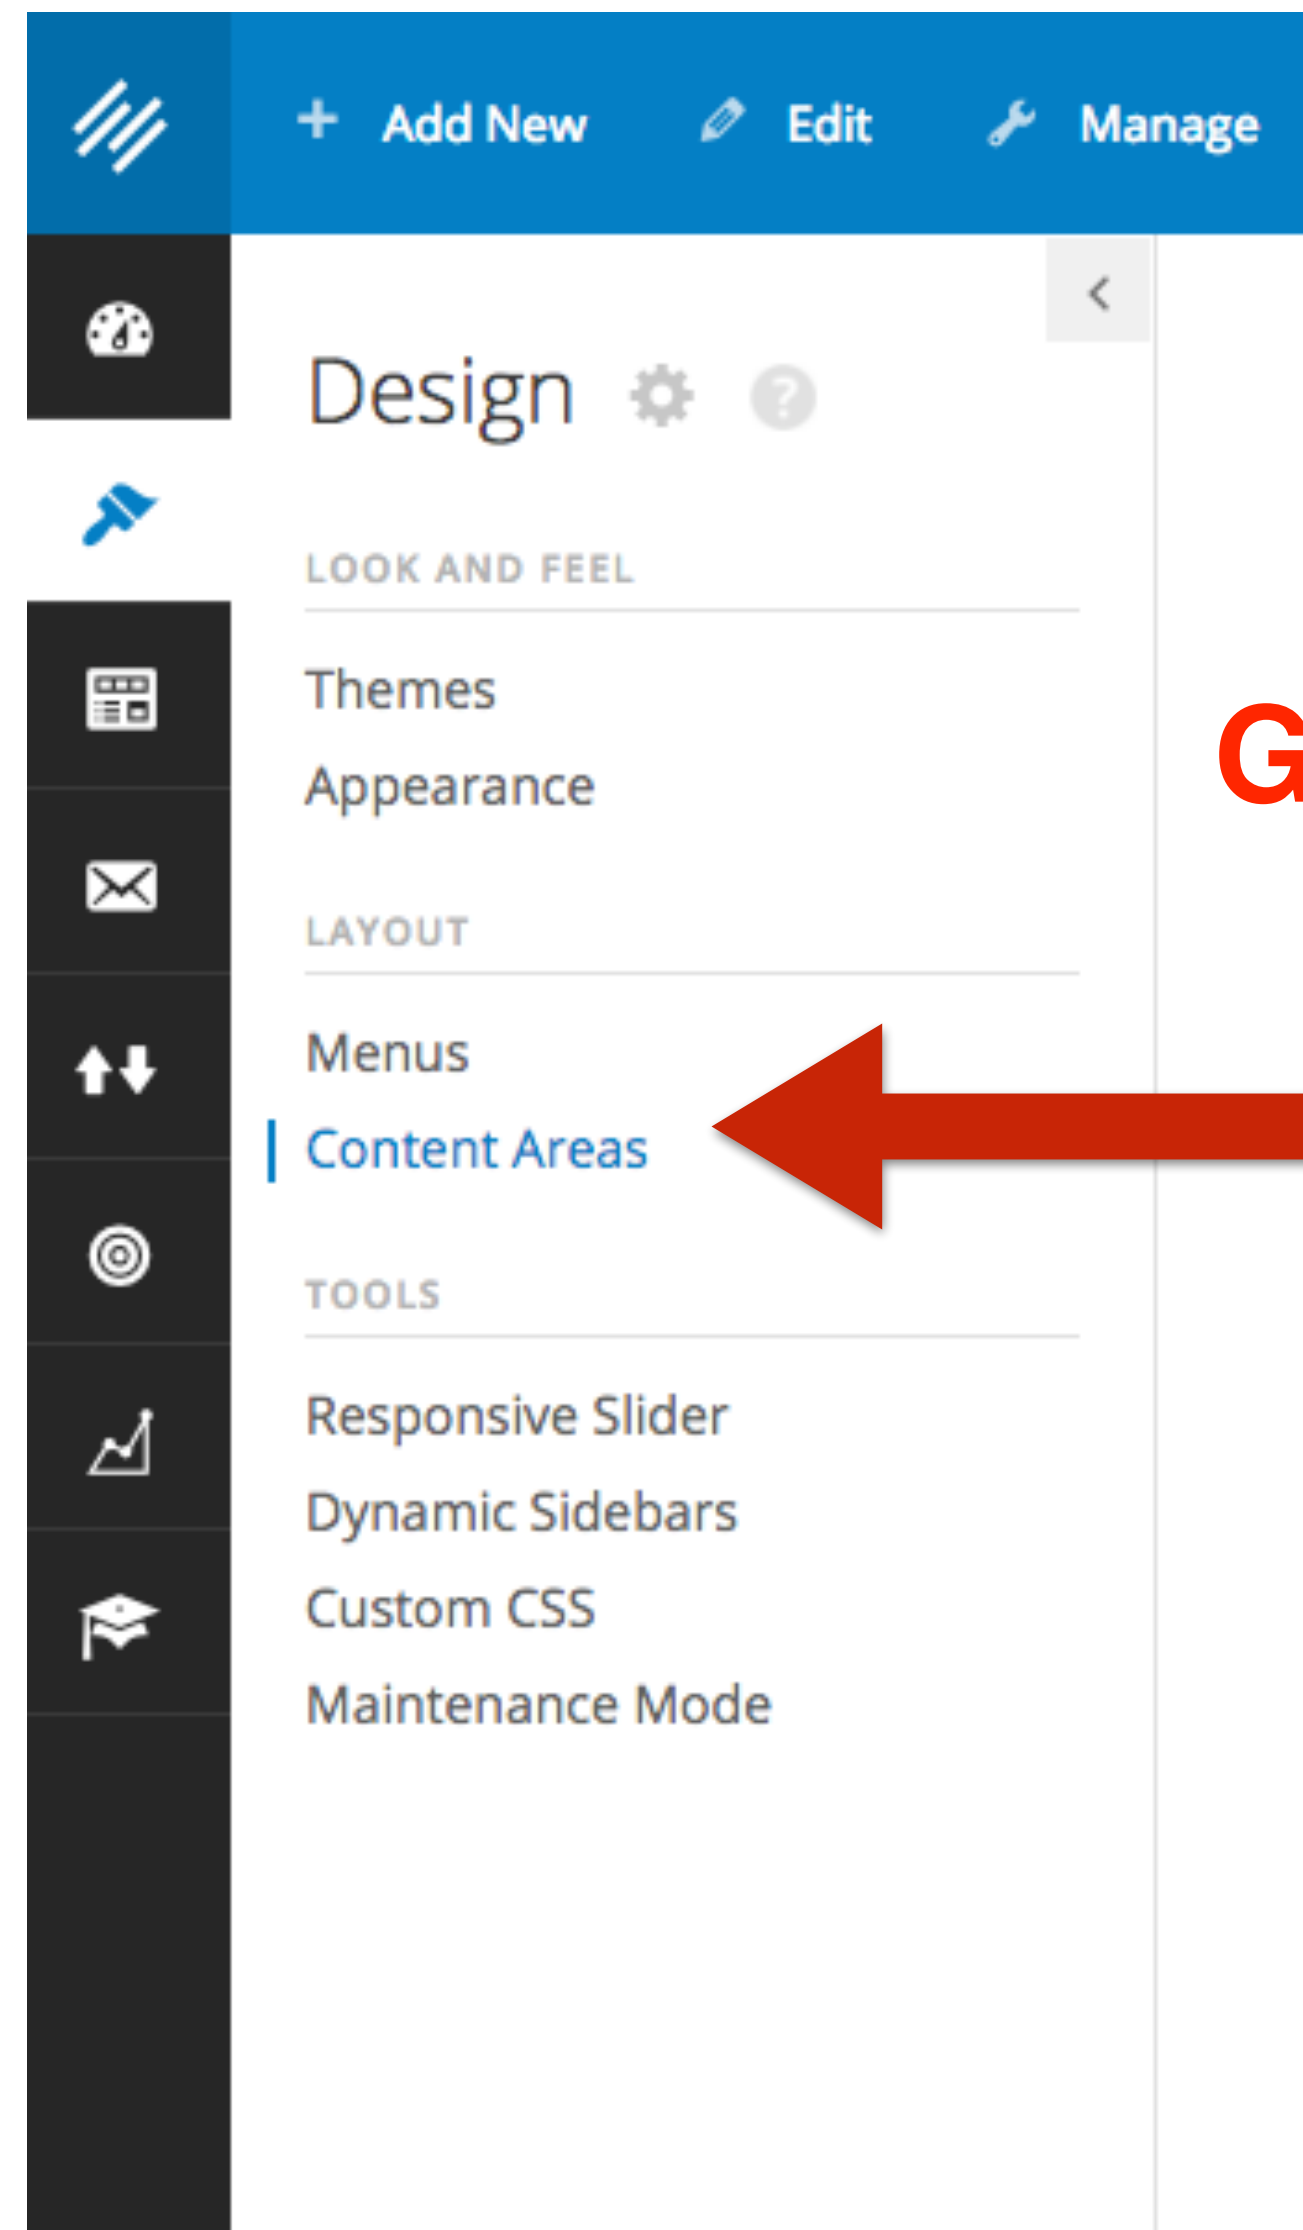 Add New Edit Manage
Design
LOOK AND FEEL
Themes
Appearance
G
LAYOUT
Menus
Content Areas
TOOLS
Responsive Slider
Dynamic Sidebars
Custom CSS
Maintenance Mode